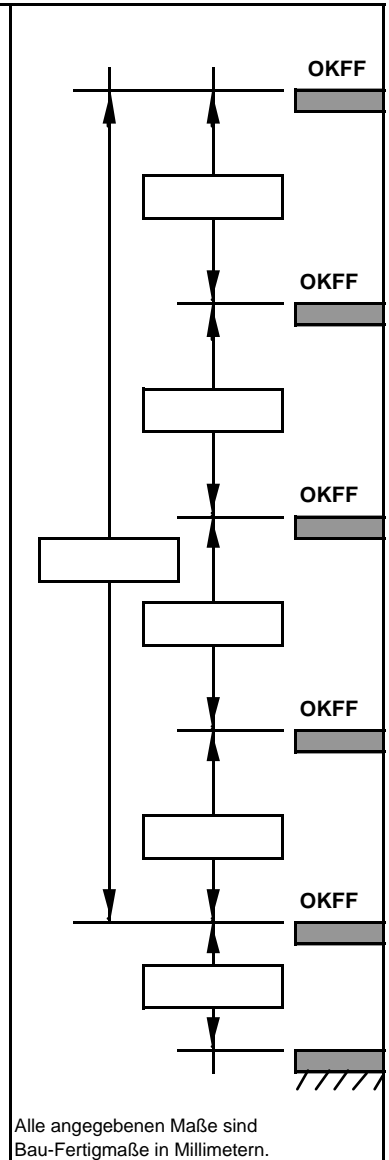 OKFF
OKFF
OKFF
OKFF
OKFF
Alle angegebenen Maße sind
Bau-Fertigmaße in Millimetern.